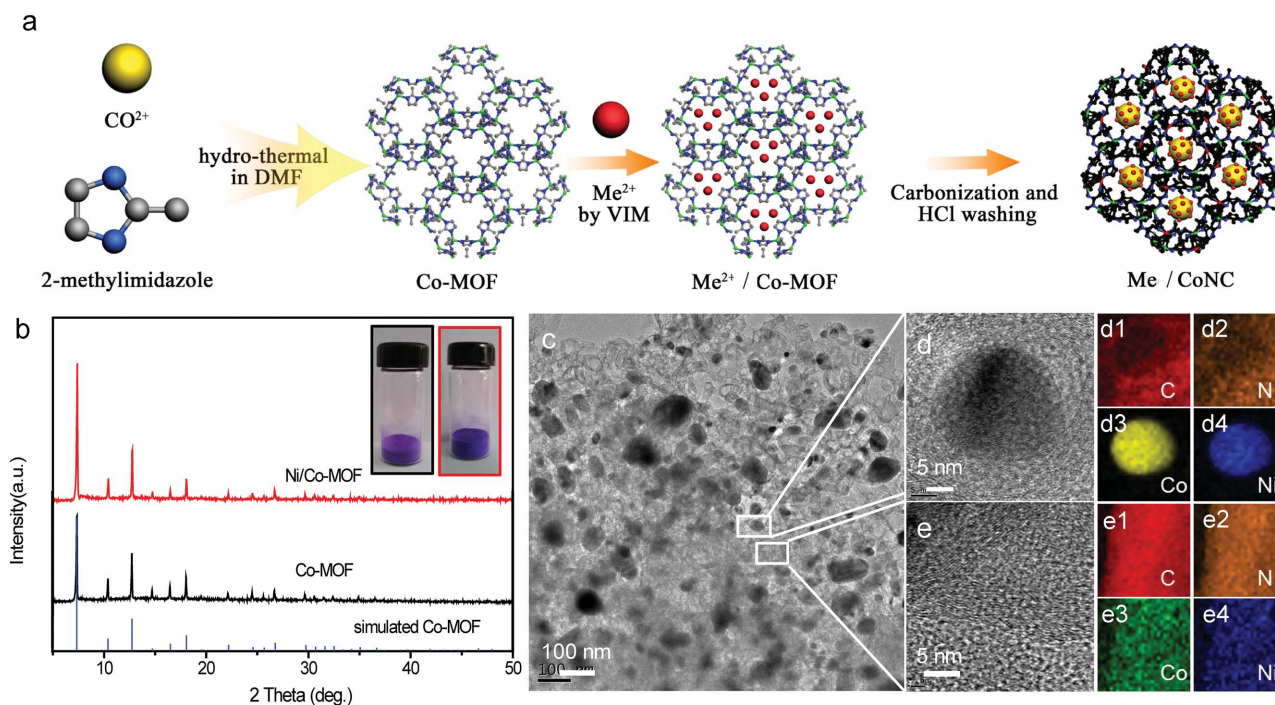 a
CO²⁺
2-methylimidazole
hydro-thermal
in DMF
Co-MOF
Me²⁺
by VIM
Me²⁺ / Co-MOF
Carbonization and
HCl washing
Me / CoNC
b
Intensity(a.u.)
Ni/Co-MOF
Co-MOF
simulated Co-MOF
10
20
30
40
50
2 Theta (deg.)
c
100 nm
100 nm
d
5 nm
e
5 nm
d1
C
d2
N
d3
Co
d4
Ni
e1
C
e2
N
e3
Co
e4
Ni